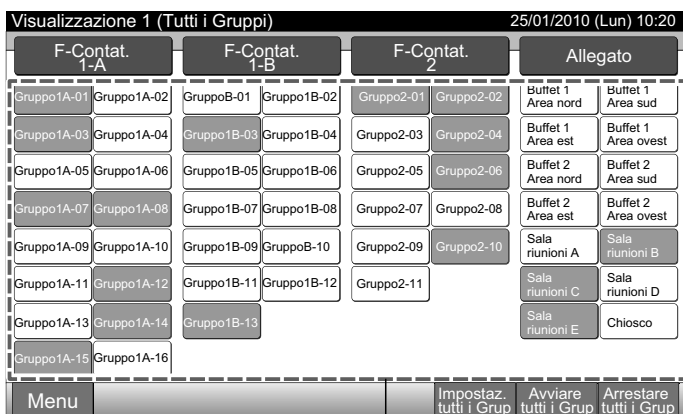 Visualizzazione 1 (Tutti i Gruppi) 25/01/2010 (Lun) 10:20
F-Contat. 1-A
F-Contat. 1-B
F-Contat. 2
Allegato
Gruppo1A-01 Gruppo1A-02 GruppoB-01 Gruppo1B-02 Gruppo2-01 Gruppo2-02 Buffet 1 Area nord Buffet 1 Area sud
Gruppo1A-03 Gruppo1A-04 Gruppo1B-03 Gruppo1B-04 Gruppo2-03 Gruppo2-04 Buffet 1 Area est Buffet 1 Area ovest
Gruppo1A-05 Gruppo1A-06 Gruppo1B-05 Gruppo1B-06 Gruppo2-05 Gruppo2-06 Buffet 2 Area nord Buffet 2 Area sud
Gruppo1A-07 Gruppo1A-08 Gruppo1B-07 Gruppo1B-08 Gruppo2-07 Gruppo2-08 Buffet 2 Area est Buffet 2 Area ovest
Gruppo1A-09 Gruppo1A-10 Gruppo1B-09 GruppoB-10 Gruppo2-09 Gruppo2-10 Sala riunioni A Sala riunioni B
Gruppo1A-11 Gruppo1A-12 Gruppo1B-11 Gruppo1B-12 Gruppo2-11 Sala riunioni C Sala riunioni D
Gruppo1A-13 Gruppo1A-14 Gruppo1B-13 Sala riunioni E Chiosco
Gruppo1A-15 Gruppo1A-16
Menu
Impostaz. tutti i Grup
Avviare tutti i Grup
Arrestare tutti i Grup